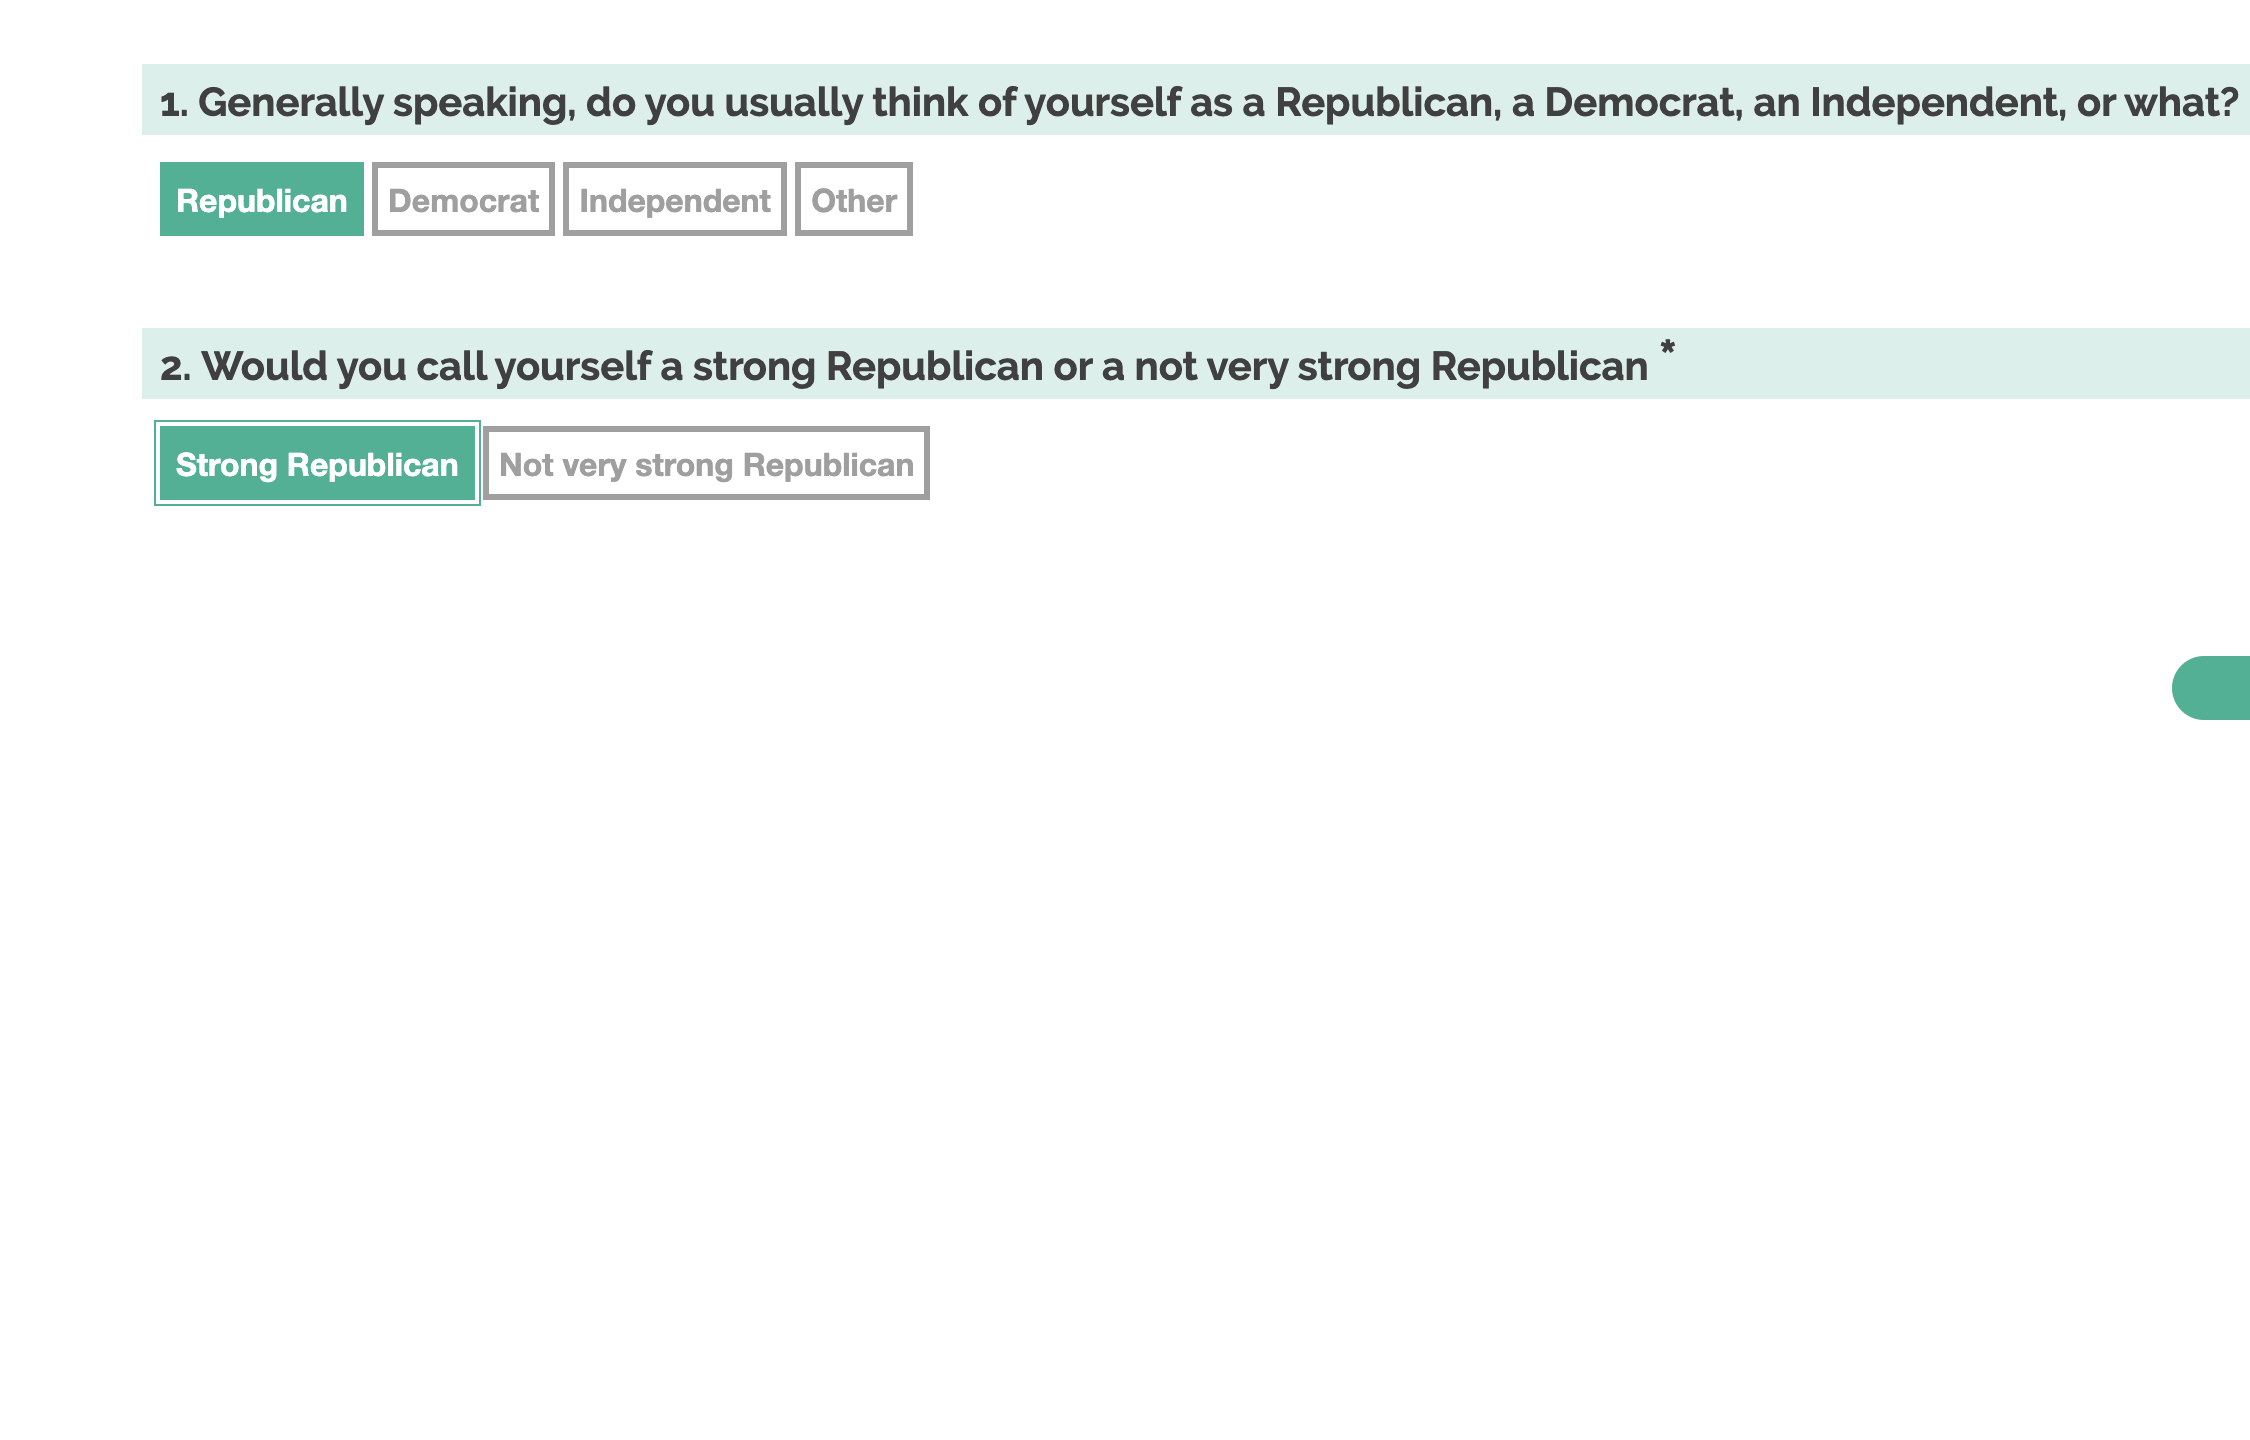 1. Generally speaking, do you usually think of yourself as a Republican, a Democrat, an Independent, or what?
Republican Democrat Independent Other
2. Would you call yourself a strong Republican or a not very strong Republican *
Strong Republican Not very strong Republican